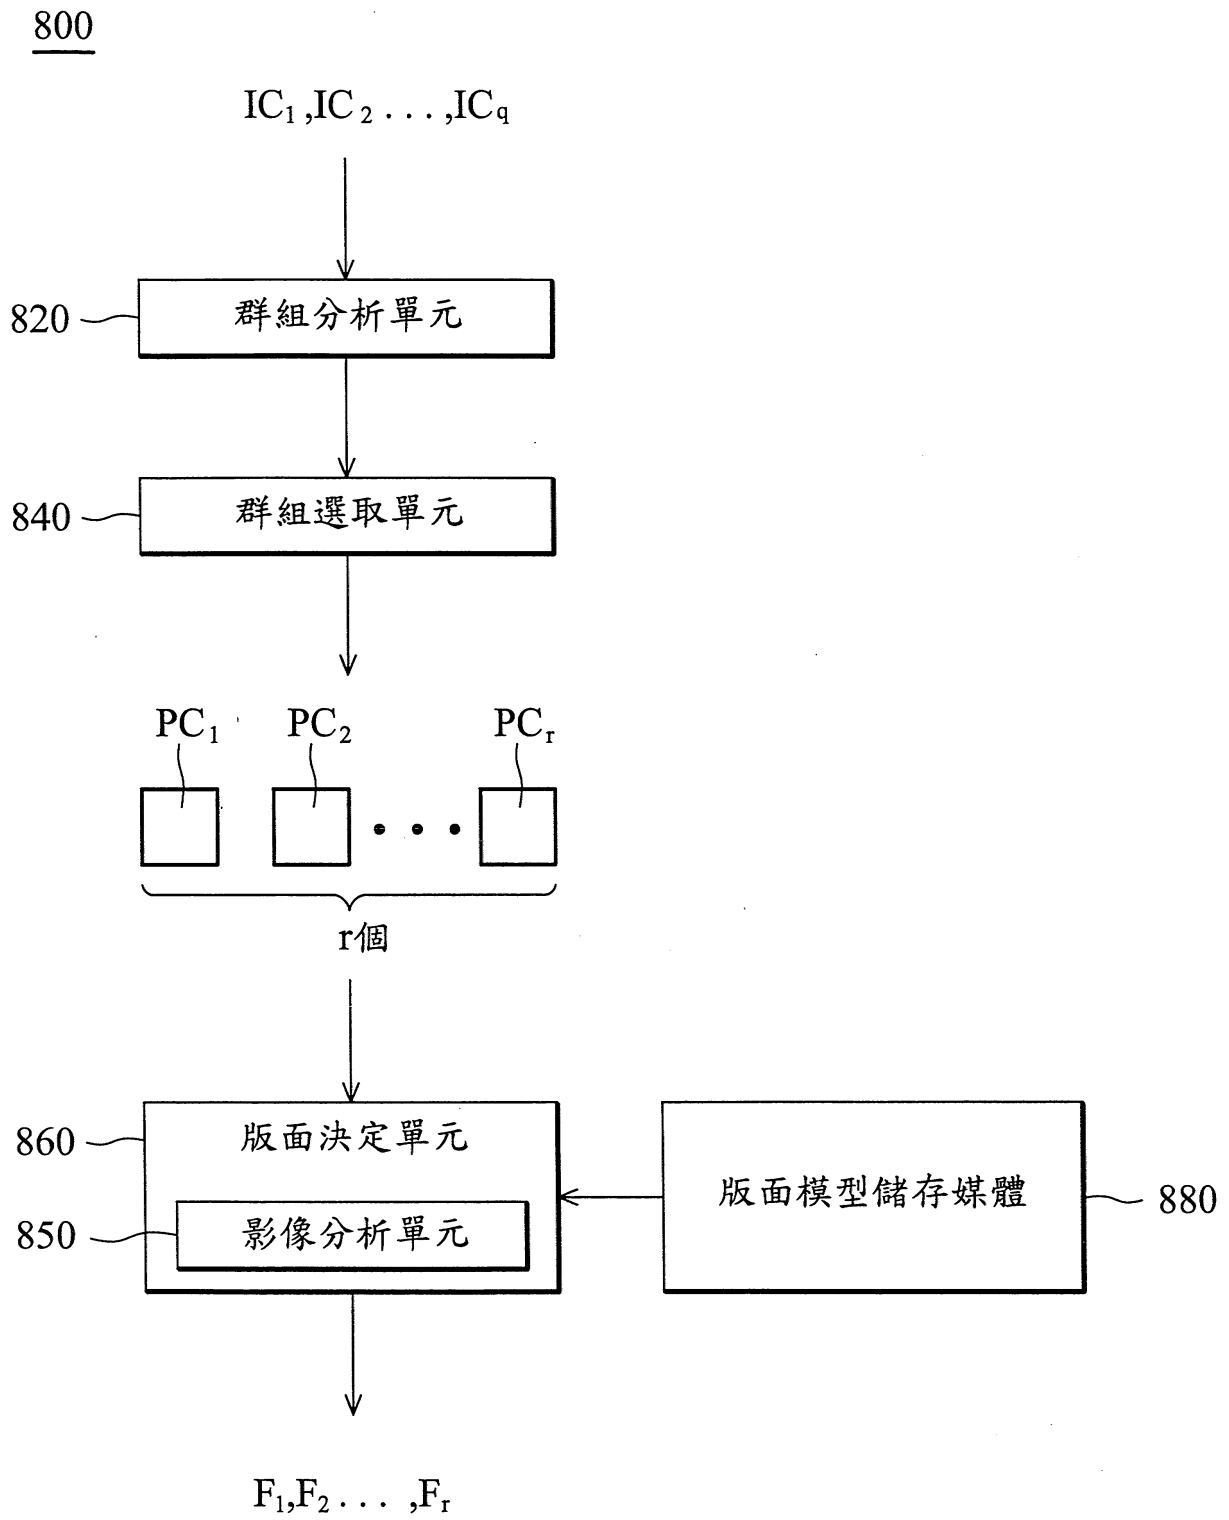 800
IC1,IC2...,ICq
820 群組分析單元
840 群組選取單元
PC1 PC2 PCr
r個
860 版面決定單元
版面模型儲存媒體 880
850 影像分析單元
F1,F2... ,Fr